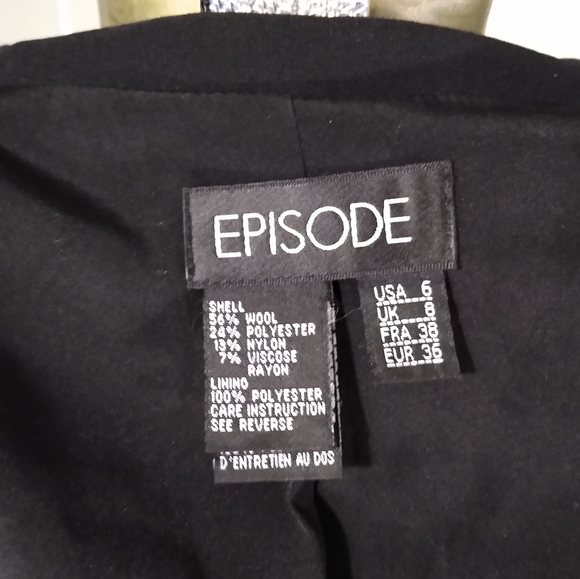 EPISODE
SHELL
56% WOOL
24% POLYESTER
13% NYLON
7% VISCOSE
RAYON
LINING
100% POLYESTER
CARE INSTRUCTION
SEE REVERSE
D'ENTRETIEN AU DOS
USA 6
UK 8
FRA 38
EUR 36